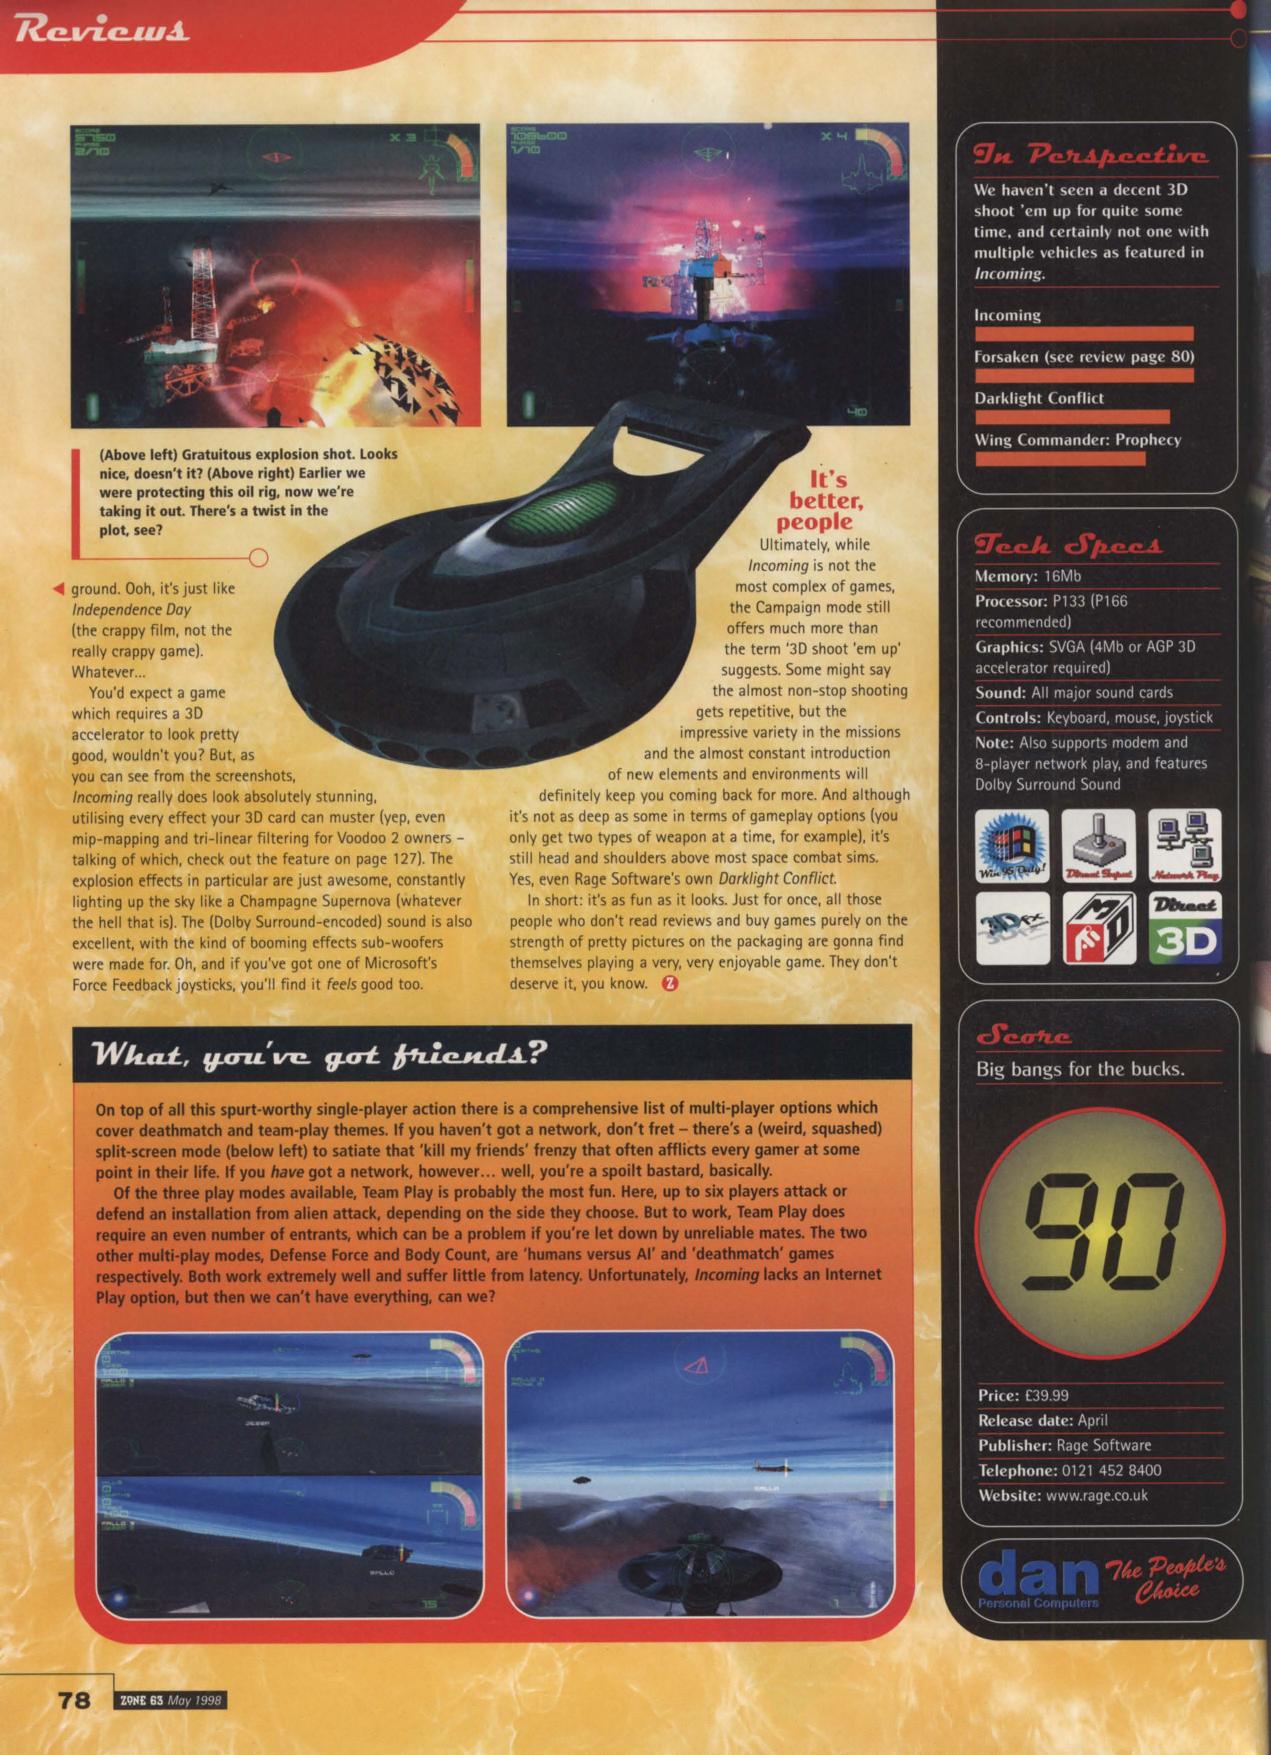 Reviews
SCORE
5750
PHASE
2/10
X 3
SCORE
108600
1/10
X 4
40
(Above left) Gratuitous explosion shot. Looks
nice, doesn't it? (Above right) Earlier we
were protecting this oil rig, now we're
taking it out. There's a twist in the
plot, see?
ground. Ooh, it's just like
Independence Day
(the crappy film, not the
really crappy game).
Whatever...
You'd expect a game
which requires a 3D
accelerator to look pretty
good, wouldn't you? But, as
you can see from the screenshots,
Incoming really does look absolutely stunning,
utilising every effect your 3D card can muster (yep, even
mip-mapping and tri-linear filtering for Voodoo 2 owners –
talking of which, check out the feature on page 127). The
explosion effects in particular are just awesome, constantly
lighting up the sky like a Champagne Supernova (whatever
the hell that is). The (Dolby Surround-encoded) sound is also
excellent, with the kind of booming effects sub-woofers
were made for. Oh, and if you've got one of Microsoft's
Force Feedback joysticks, you'll find it feels good too.
It's
better,
people
Ultimately, while
Incoming is not the
most complex of games,
the Campaign mode still
offers much more than
the term '3D shoot 'em up'
suggests. Some might say
the almost non-stop shooting
gets repetitive, but the
impressive variety in the missions
and the almost constant introduction
of new elements and environments will
definitely keep you coming back for more. And although
it's not as deep as some in terms of gameplay options (you
only get two types of weapon at a time, for example), it's
still head and shoulders above most space combat sims.
Yes, even Rage Software's own Darklight Conflict.
In short: it's as fun as it looks. Just for once, all those
people who don't read reviews and buy games purely on the
strength of pretty pictures on the packaging are gonna find
themselves playing a very, very enjoyable game. They don't
deserve it, you know. Z
What, you've got friends?
On top of all this spurt-worthy single-player action there is a comprehensive list of multi-player options which
cover deathmatch and team-play themes. If you haven't got a network, don't fret – there's a (weird, squashed)
split-screen mode (below left) to satiate that 'kill my friends' frenzy that often afflicts every gamer at some
point in their life. If you have got a network, however... well, you're a spoilt bastard, basically.
Of the three play modes available, Team Play is probably the most fun. Here, up to six players attack or
defend an installation from alien attack, depending on the side they choose. But to work, Team Play does
require an even number of entrants, which can be a problem if you're let down by unreliable mates. The two
other multi-play modes, Defense Force and Body Count, are 'humans versus AI' and 'deathmatch' games
respectively. Both work extremely well and suffer little from latency. Unfortunately, Incoming lacks an Internet
Play option, but then we can't have everything, can we?
15
In Perspective
We haven't seen a decent 3D
shoot 'em up for quite some
time, and certainly not one with
multiple vehicles as featured in
Incoming.
Incoming
Forsaken (see review page 80)
Darklight Conflict
Wing Commander: Prophecy
Tech Specs
Memory: 16Mb
Processor: P133 (P166
recommended)
Graphics: SVGA (4Mb or AGP 3D
accelerator required)
Sound: All major sound cards
Controls: Keyboard, mouse, joystick
Note: Also supports modem and
8-player network play, and features
Dolby Surround Sound
Win 95 Only!
Direct Input
Network Play
3Dfx
AMD
Direct
3D
Score
Big bangs for the bucks.
90
Price: £39.99
Release date: April
Publisher: Rage Software
Telephone: 0121 452 8400
Website: www.rage.co.uk
dan
Personal Computers
The People's
Choice
78
ZONE 63 May 1998